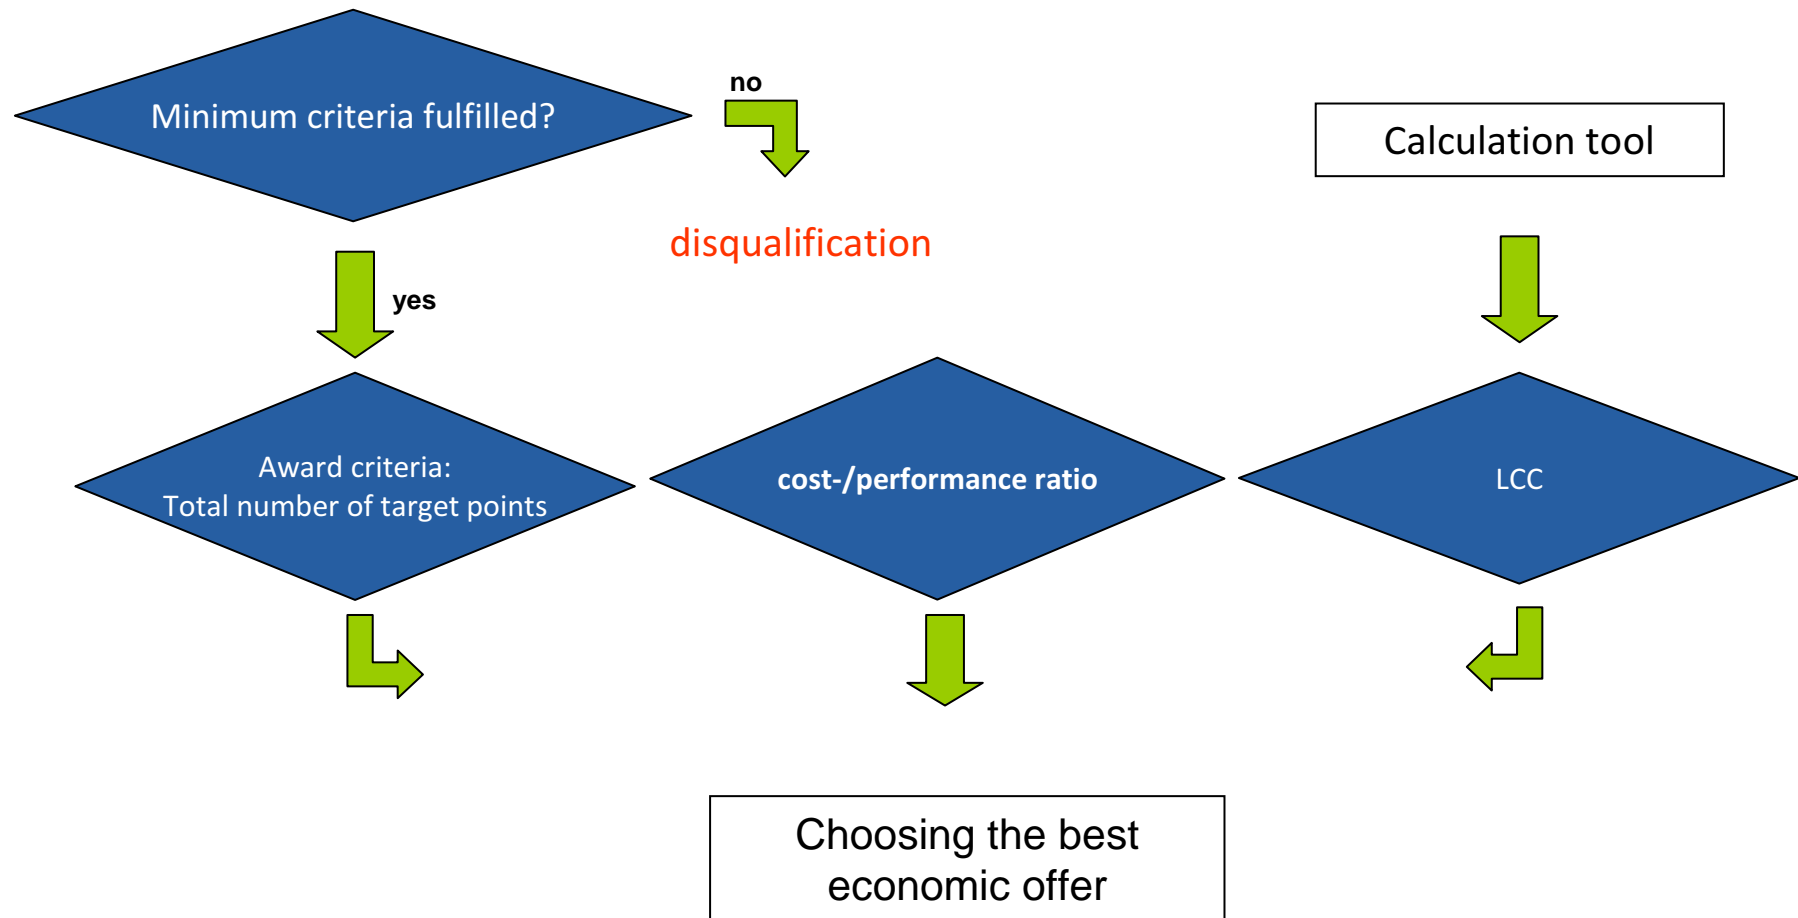 Minimum criteria fulfilled?
no
Calculation tool
disqualification
yes
Award criteria:
Total number of target points
cost-/performance ratio
LCC
Choosing the best
economic offer